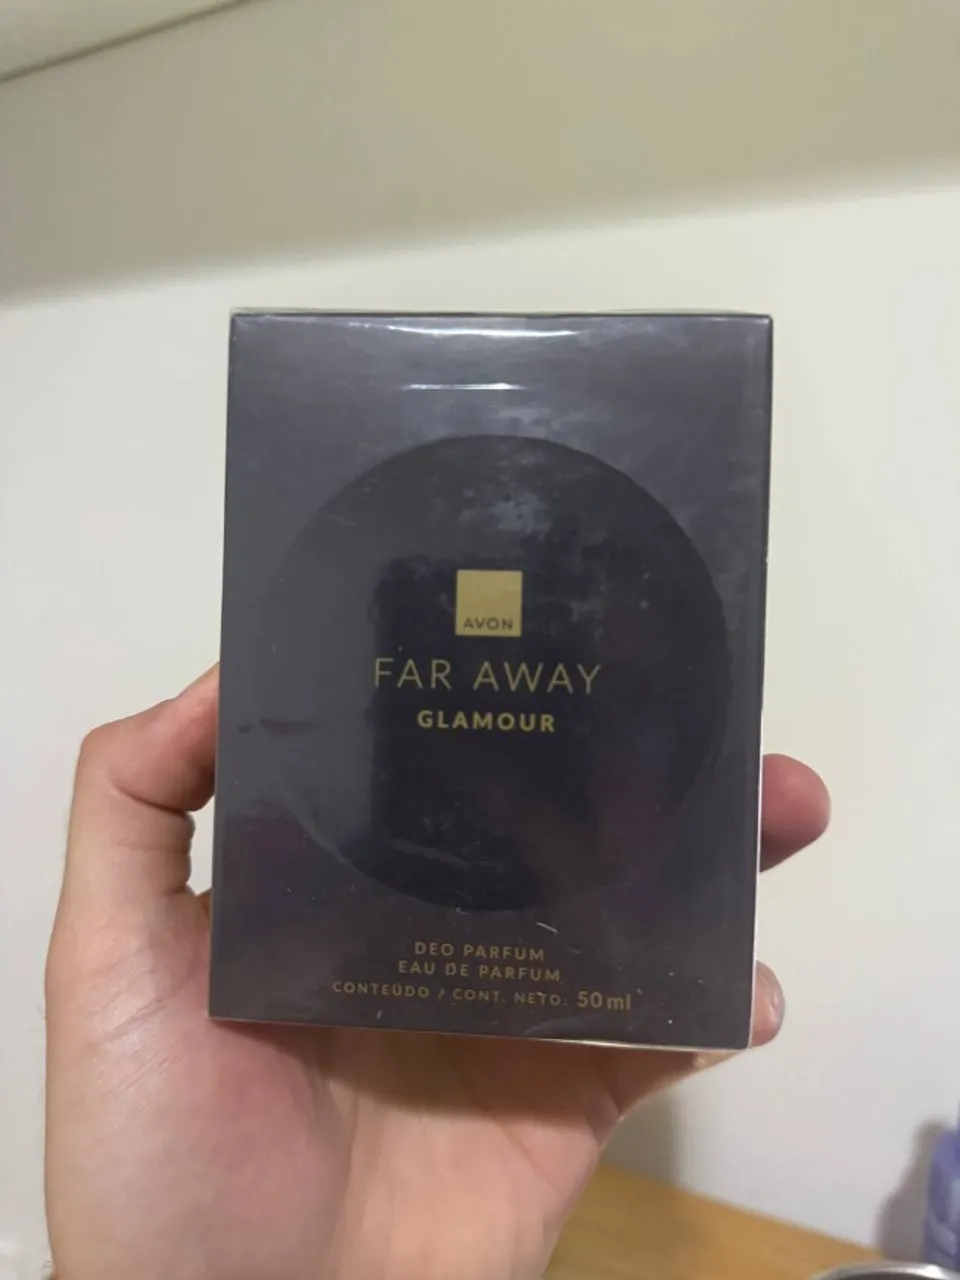 AVON
FAR AWAY
GLAMOUR
DEO PARFUM
EAU DE PARFUM
CONTEÚDO / CONT. NETO: 50ml